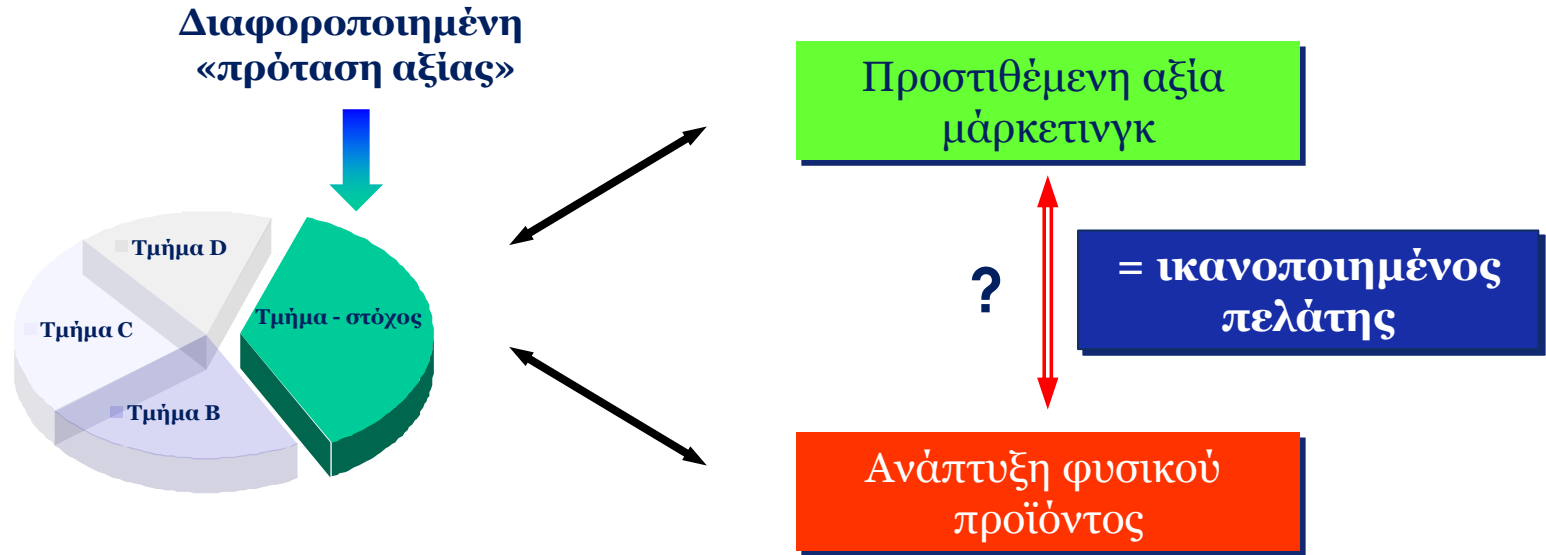 Διαφοροποιημένη
«πρόταση αξίας»
Τμήμα D
Τμήμα C
Τμήμα - στόχος
Τμήμα B
Προστιθέμενη αξία
μάρκετινγκ
?
= ικανοποιημένος
πελάτης
Ανάπτυξη φυσικού
προϊόντος